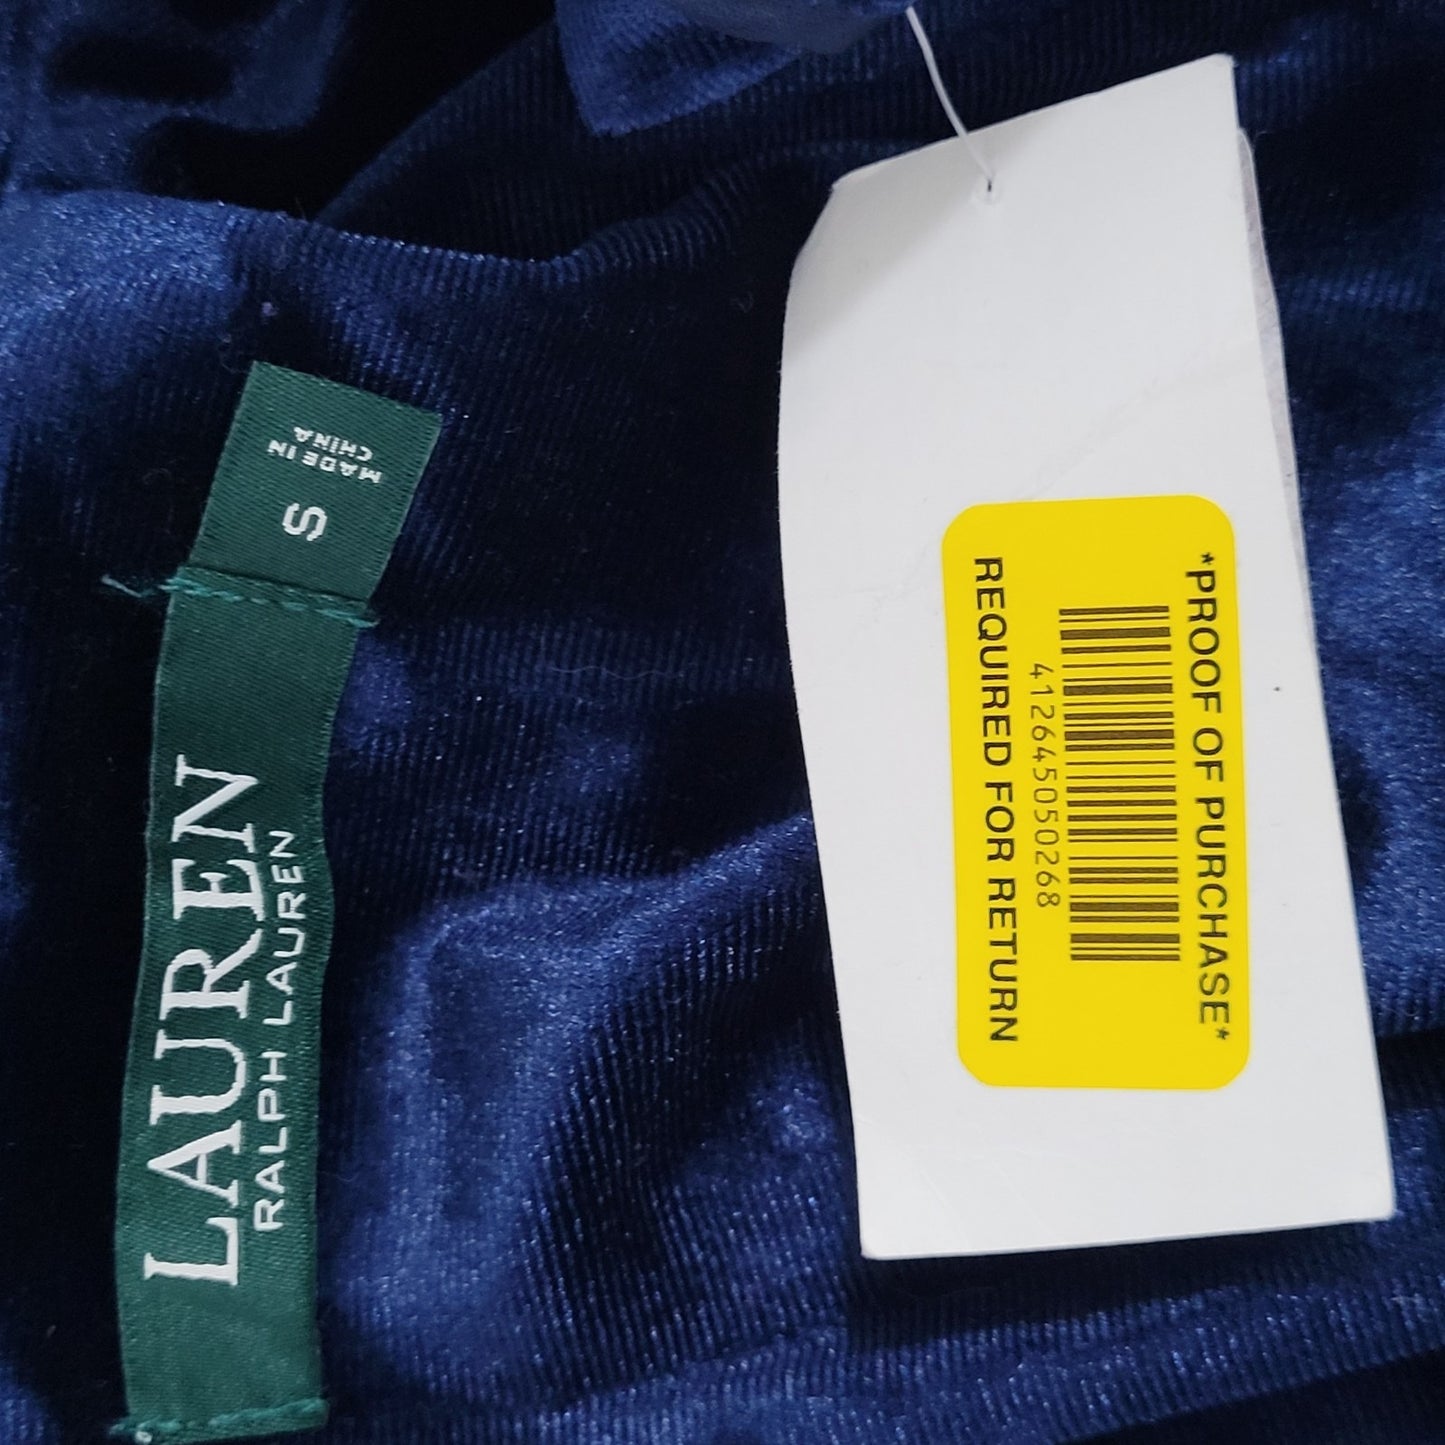 MADE IN
CHINA
S
LAUREN
RALPH LAUREN
*PROOF OF PURCHASE*
412645050268
REQUIRED FOR RETURN